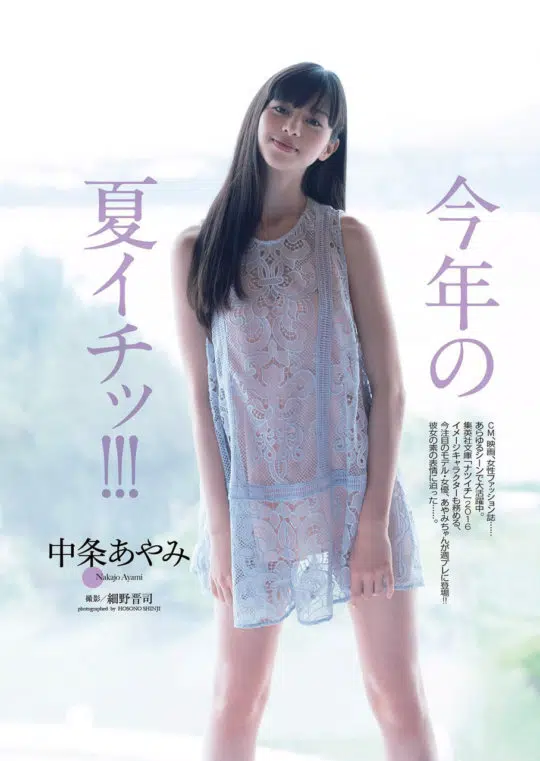 今年の
夏イチッ!!!
CM、映画、女性ファッション誌……
あらゆるシーンで大活躍中。
集英社文庫「ナツイチ」2016
イメージキャラクターも務める、
今注目のモデル・女優、あやみちゃんが週プレに登場!!
彼女の素の表情に迫った……。
中条あやみ
Nakajo Ayami
撮影/細野晋司
photographed by HOSONO SHINJI